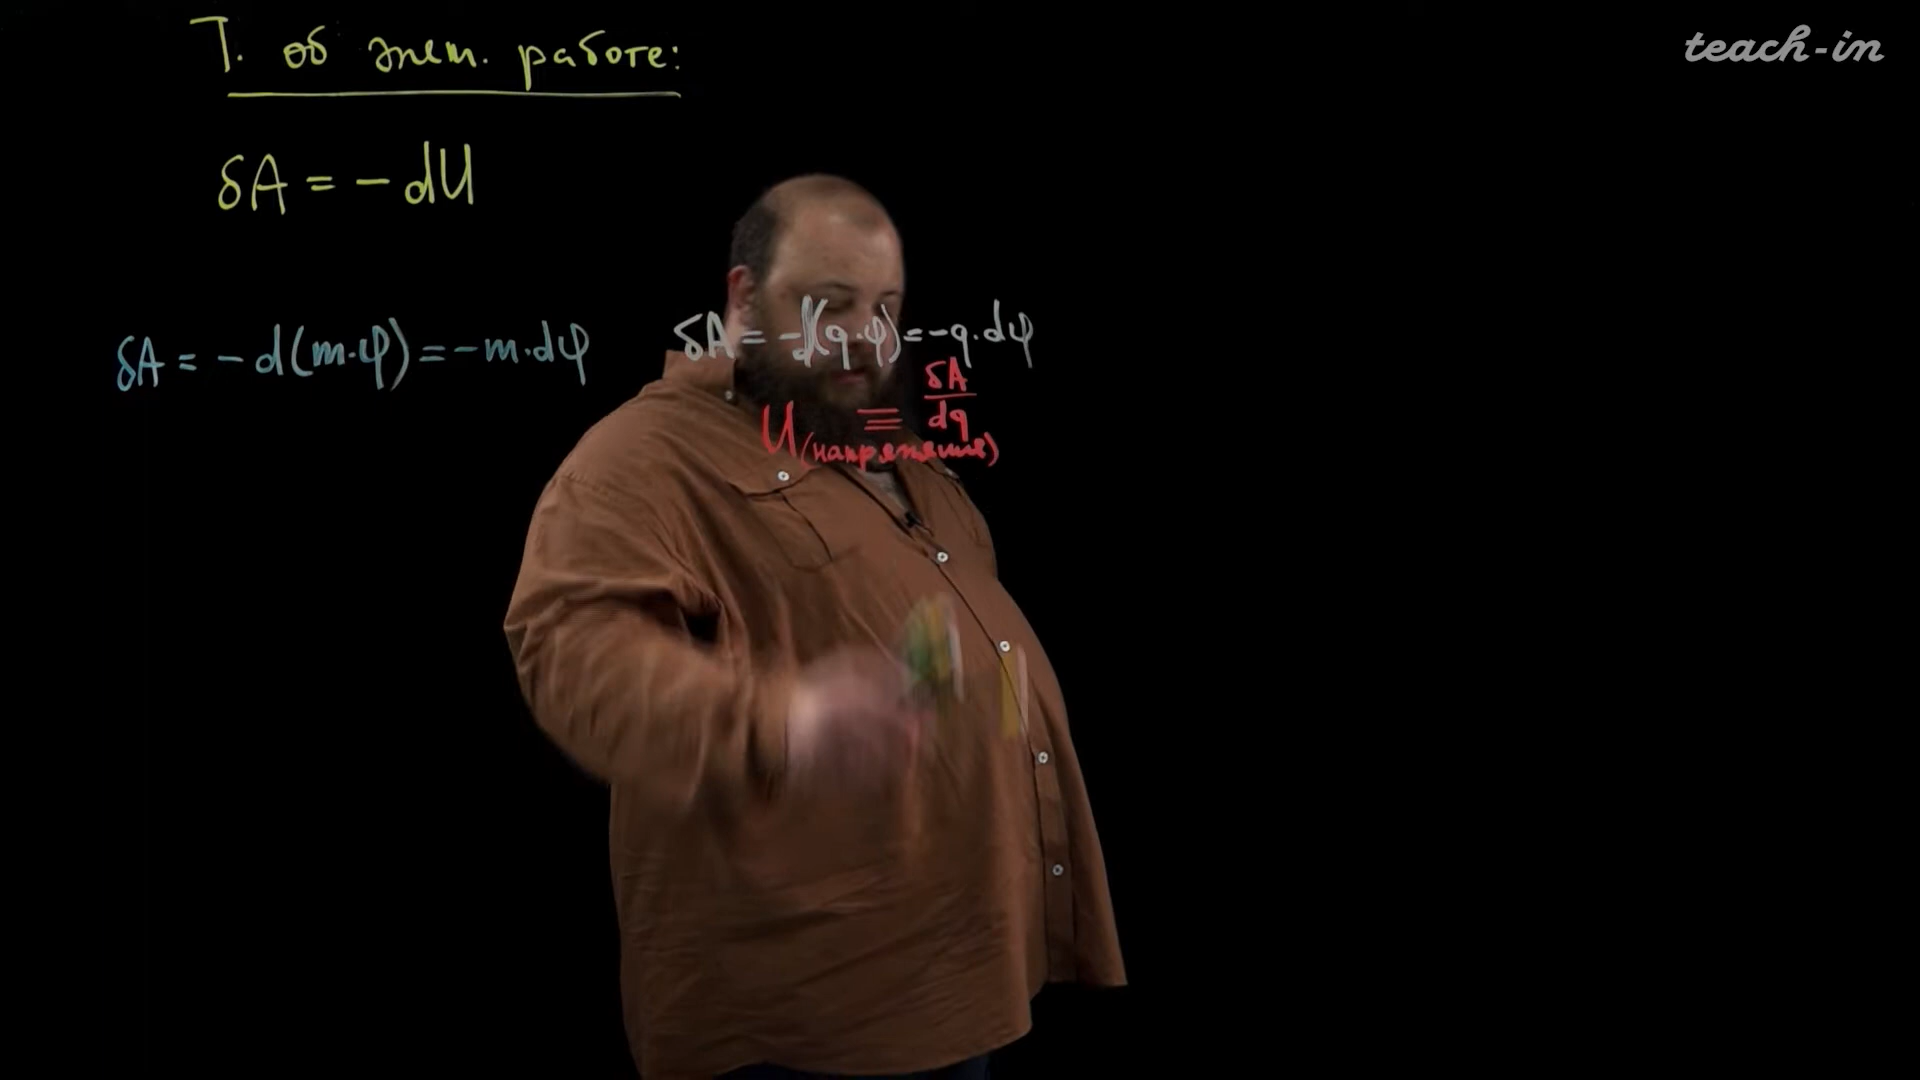 teach-in
Т. об элем. работе:
δA = - dU
δA = - d(m·φ) = - m·dφ
δA = - d(q·φ) = - q·dφ
U(напряжение) ≡ δA/dq